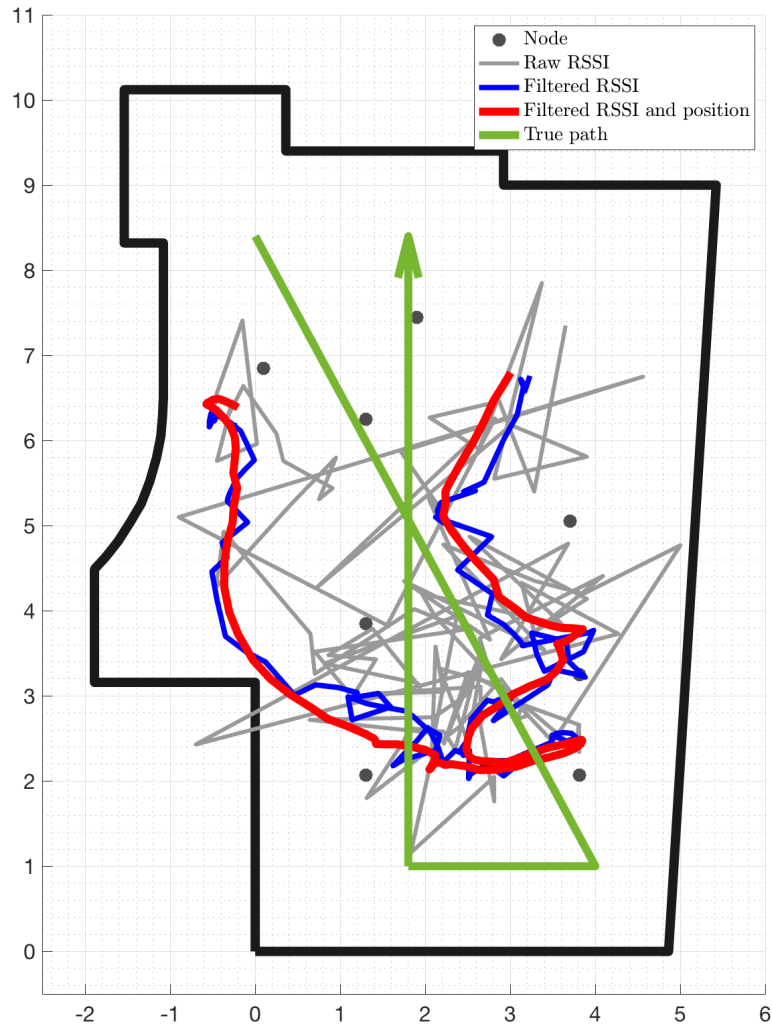 11
10
9
8
7
6
5
4
3
2
1
0
-2 -1 0 1 2 3 4 5 6
Node
Raw RSSI
Filtered RSSI
Filtered RSSI and position
True path